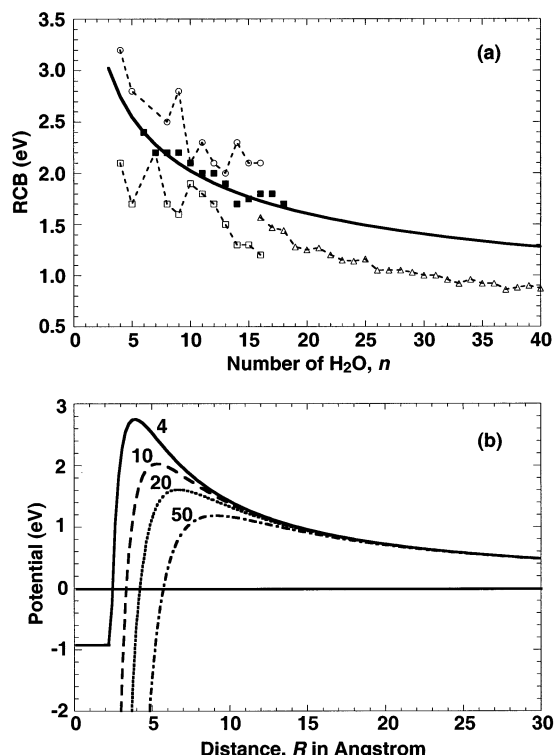 3.5
(a)
3.0
2.5
2.0
1.5
1.0
0.5
RCB (eV)
0 5 10 15 20 25 30 35 40
Number of H₂O, n
3
4
(b)
10
2
20
50
1
0
-1
-2
Potential (eV)
0 5 10 15 20 25 30
Distance, R in Angstrom